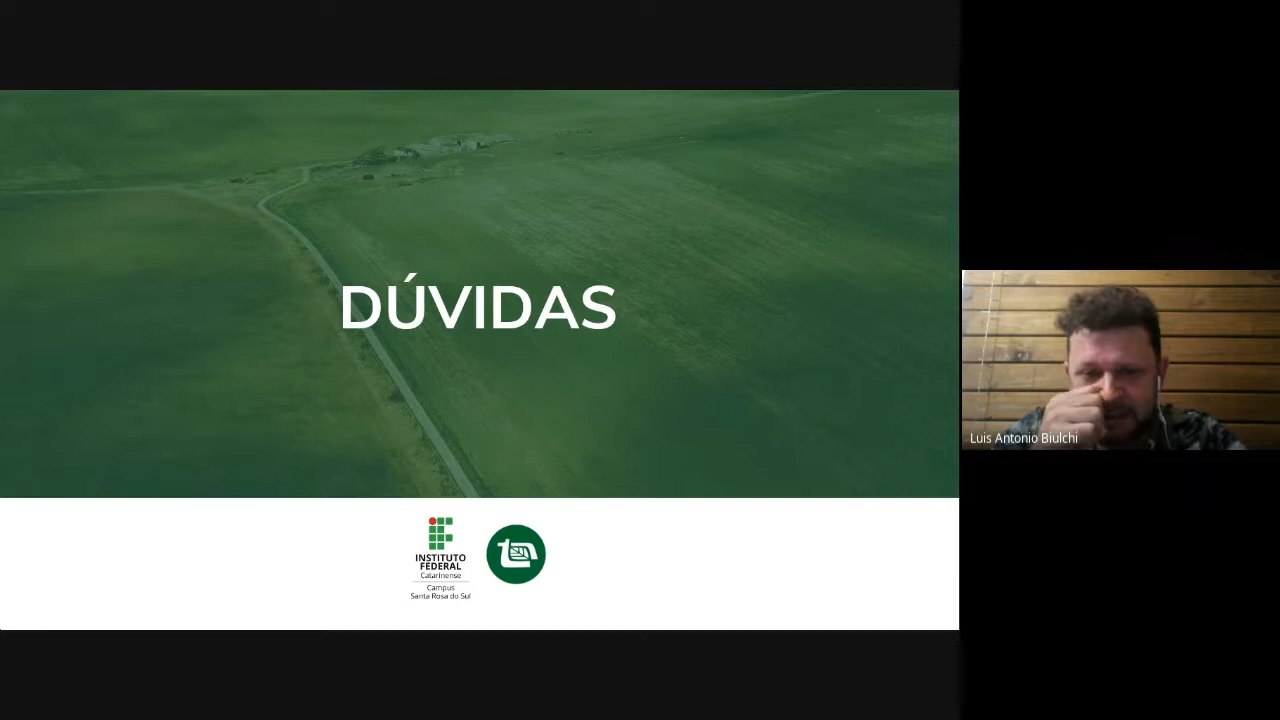 DÚVIDAS
INSTITUTO
FEDERAL
Catarinense
Campus
Santa Rosa do Sul
Luis Antonio Biulchi